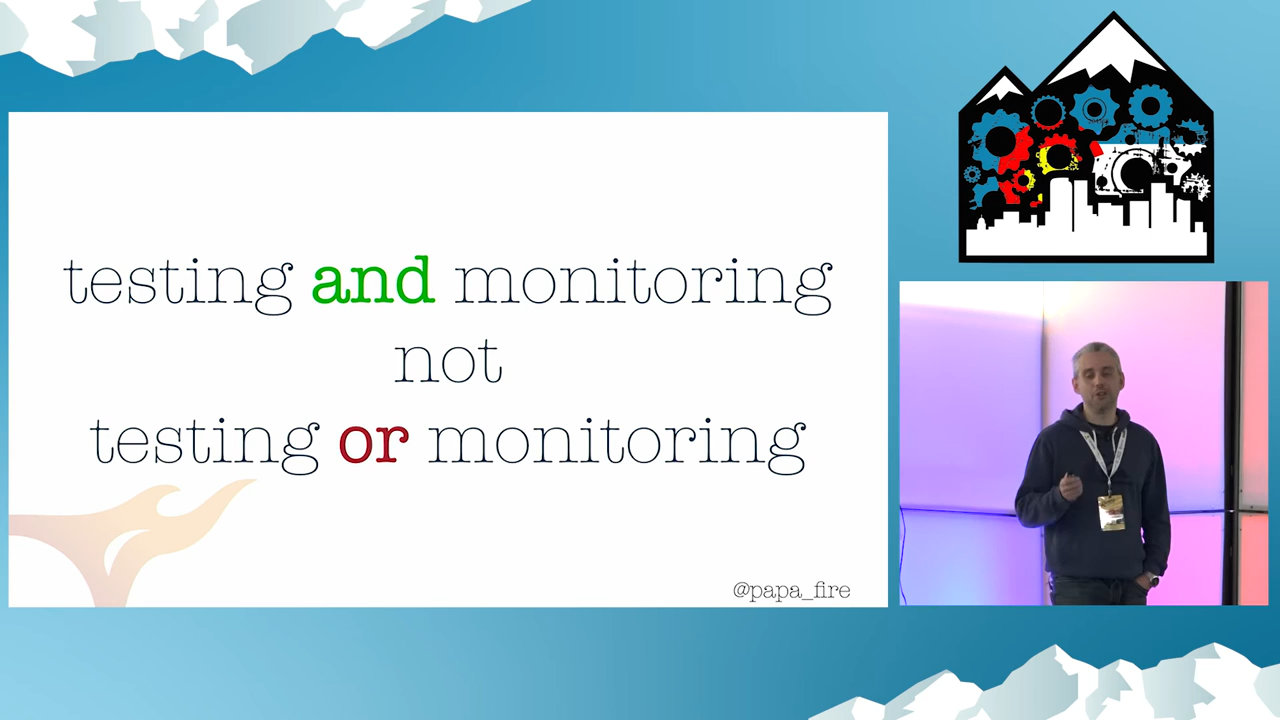 testing and monitoring
not
testing or monitoring
@papa_fire